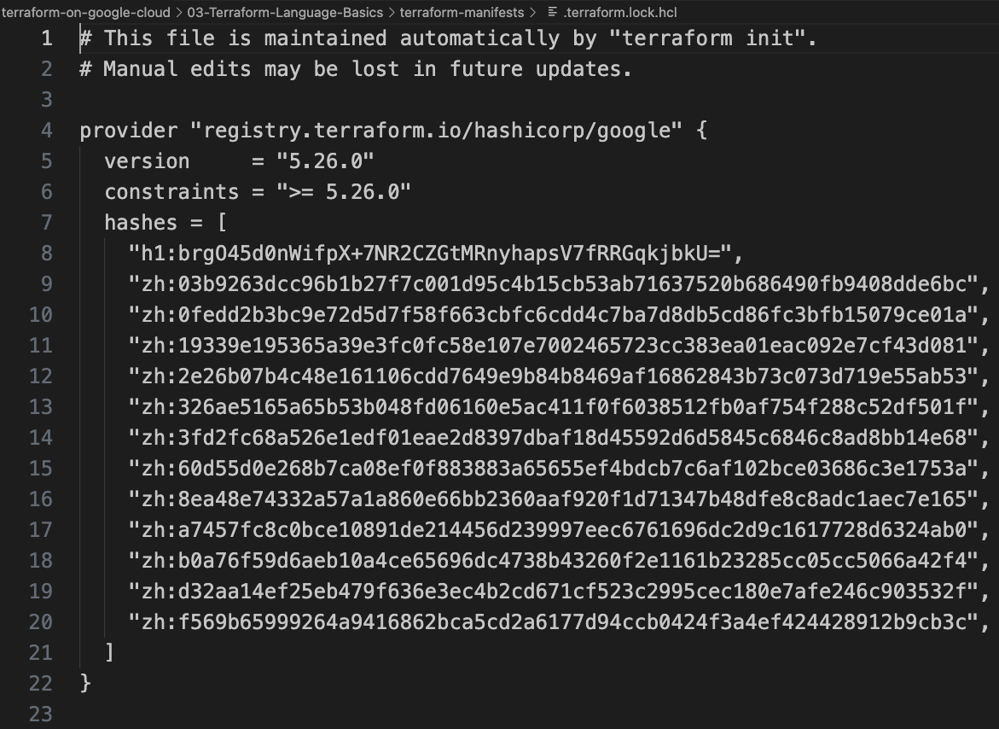 terraform-on-google-cloud > 03-Terraform-Language-Basics > terraform-manifests > .terraform.lock.hcl
1 # This file is maintained automatically by "terraform init".
2 # Manual edits may be lost in future updates.
3
4 provider "registry.terraform.io/hashicorp/google" {
5   version     = "5.26.0"
6   constraints = ">= 5.26.0"
7   hashes = [
8     "h1:brgO45d0nWifpX+7NR2CZGtMRnyhapsV7fRRGqkjbkU=",
9     "zh:03b9263dcc96b1b27f7c001d95c4b15cb53ab71637520b686490fb9408dde6bc",
10     "zh:0fedd2b3bc9e72d5d7f58f663cbfc6cdd4c7ba7d8db5cd86fc3bfb15079ce01a",
11     "zh:19339e195365a39e3fc0fc58e107e7002465723cc383ea01eac092e7cf43d081",
12     "zh:2e26b07b4c48e161106cdd7649e9b84b8469af16862843b73c073d719e55ab53",
13     "zh:326ae5165a65b53b048fd06160e5ac411f0f6038512fb0af754f288c52df501f",
14     "zh:3fd2fc68a526e1edf01eae2d8397dbaf18d45592d6d5845c6846c8ad8bb14e68",
15     "zh:60d55d0e268b7ca08ef0f883883a65655ef4bdcb7c6af102bce03686c3e1753a",
16     "zh:8ea48e74332a57a1a860e66bb2360aaf920f1d71347b48dfe8c8adc1aec7e165",
17     "zh:a7457fc8c0bce10891de214456d239997eec6761696dc2d9c1617728d6324ab0",
18     "zh:b0a76f59d6aeb10a4ce65696dc4738b43260f2e1161b23285cc05cc5066a42f4",
19     "zh:d32aa14ef25eb479f636e3ec4b2cd671cf523c2995cec180e7afe246c903532f",
20     "zh:f569b65999264a9416862bca5cd2a6177d94ccb0424f3a4ef424428912b9cb3c",
21   ]
22 }
23